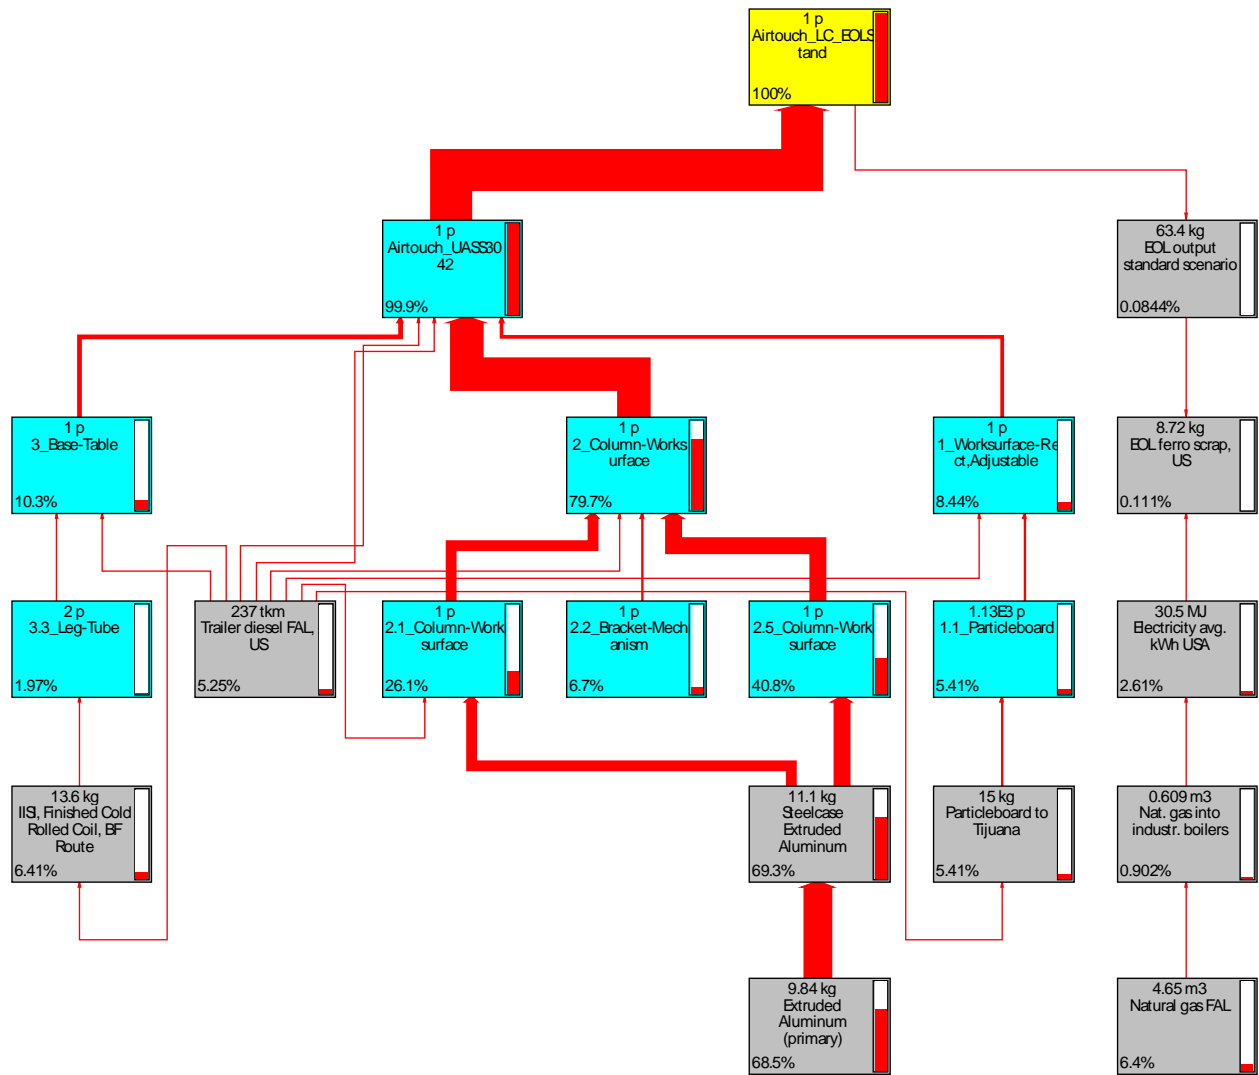 1 p
Airtouch_LC_EOLS
tand
100%
1 p
Airtouch_UASS30
42
99.9%
63.4 kg
EOL output
standard scenario
0.0844%
1 p
3_Base-Table
10.3%
1 p
2_Column-Works
urface
79.7%
1 p
1_Worksurface-Re
ct,Adjustable
8.44%
8.72 kg
EOL ferro scrap,
US
0.111%
2 p
3.3_Leg-Tube
1.97%
237 tkm
Trailer diesel FAL,
US
5.25%
1 p
2.1_Column-Work
surface
26.1%
1 p
2.2_Bracket-Mech
anism
6.7%
1 p
2.5_Column-Work
surface
40.8%
1.13E3 p
1.1_Particleboard
5.41%
30.5 MJ
Electricity avg.
kWh USA
2.61%
13.6 kg
IISI, Finished Cold
Rolled Coil, BF
Route
6.41%
11.1 kg
Steelcase
Extruded
Aluminum
69.3%
15 kg
Particleboard to
Tijuana
5.41%
0.609 m3
Nat. gas into
industr. boilers
0.902%
9.84 kg
Extruded
Aluminum
(primary)
68.5%
4.65 m3
Natural gas FAL
6.4%